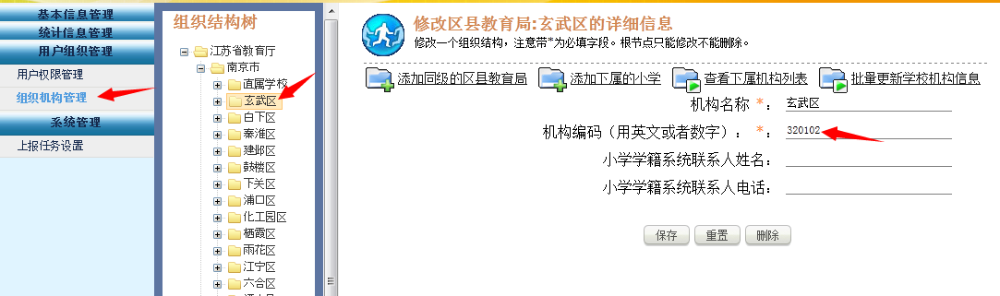 基本信息管理
统计信息管理
用户组织管理
用户权限管理
组织机构管理
系统管理
上报任务设置
组织结构树
江苏省教育厅
南京市
直属学校
玄武区
白下区
秦淮区
建邺区
鼓楼区
下关区
浦口区
化工园区
栖霞区
雨花区
江宁区
六合区
修改区县教育局:玄武区的详细信息
修改一个组织结构，注意带*为必填字段。根节点只能修改不能删除。
添加同级的区县教育局 添加下属的小学 查看下属机构列表 批量更新学校机构信息
机构名称 *： 玄武区
机构编码（用英文或者数字）： *： 320102
小学学籍系统联系人姓名：
小学学籍系统联系人电话：
保存 重置 删除